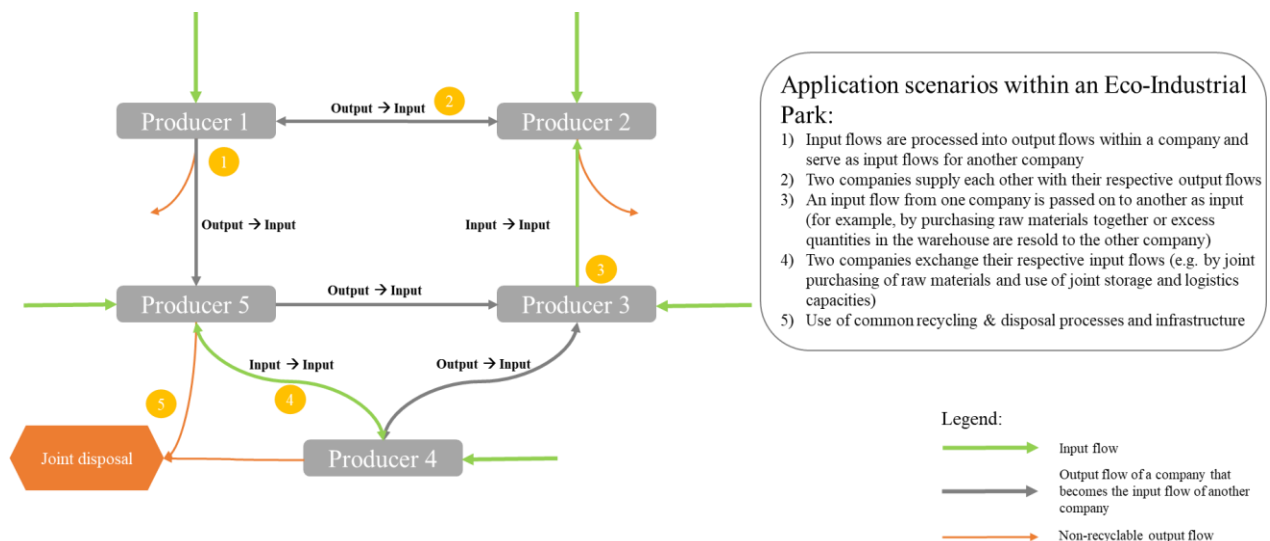 Output → Input
2
Producer 1
Producer 2
1
Output → Input
Input → Input
3
Producer 5
Output → Input
Producer 3
Input → Input
Output → Input
4
5
Joint disposal
Producer 4
Application scenarios within an Eco-Industrial
Park:
1) Input flows are processed into output flows within a company and
serve as input flows for another company
2) Two companies supply each other with their respective output flows
3) An input flow from one company is passed on to another as input
(for example, by purchasing raw materials together or excess
quantities in the warehouse are resold to the other company)
4) Two companies exchange their respective input flows (e.g. by joint
purchasing of raw materials and use of joint storage and logistics
capacities)
5) Use of common recycling & disposal processes and infrastructure
Legend:
Input flow
Output flow of a company that
becomes the input flow of another
company
Non-recyclable output flow